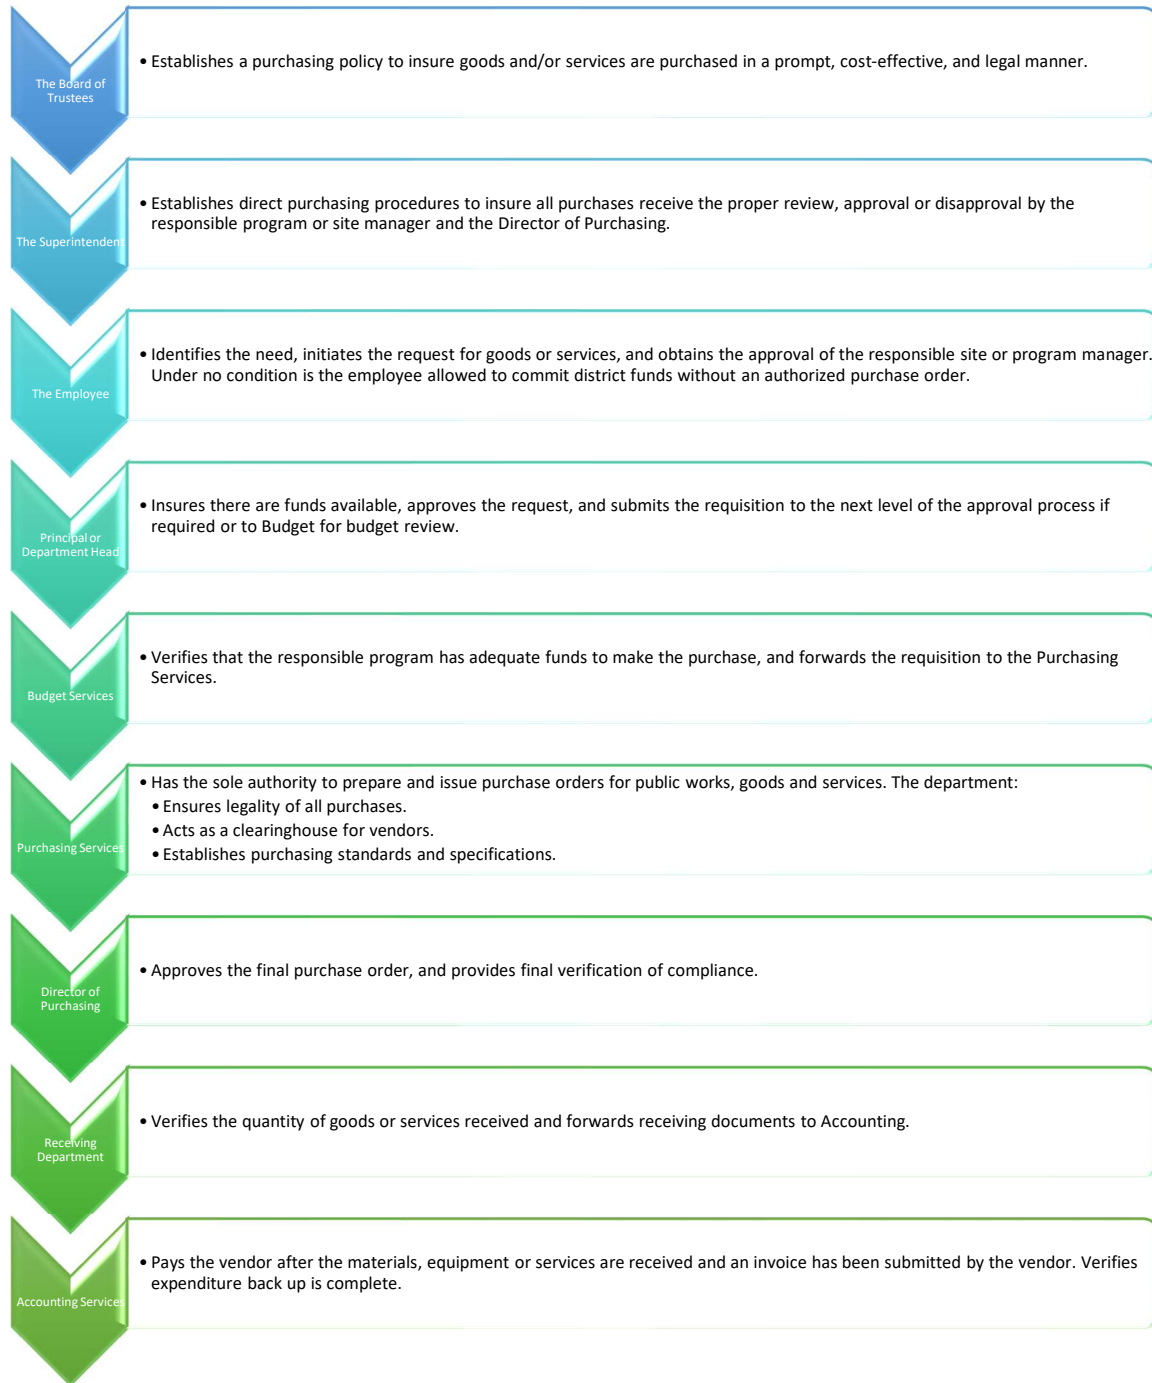 The Board of
Trustees
• Establishes a purchasing policy to insure goods and/or services are purchased in a prompt, cost-effective, and legal manner.
The Superintendent
• Establishes direct purchasing procedures to insure all purchases receive the proper review, approval or disapproval by the
responsible program or site manager and the Director of Purchasing.
The Employee
• Identifies the need, initiates the request for goods or services, and obtains the approval of the responsible site or program manager.
Under no condition is the employee allowed to commit district funds without an authorized purchase order.
Principal or
Department Head
• Insures there are funds available, approves the request, and submits the requisition to the next level of the approval process if
required or to Budget for budget review.
Budget Services
• Verifies that the responsible program has adequate funds to make the purchase, and forwards the requisition to the Purchasing
Services.
Purchasing Services
• Has the sole authority to prepare and issue purchase orders for public works, goods and services. The department:
• Ensures legality of all purchases.
• Acts as a clearinghouse for vendors.
• Establishes purchasing standards and specifications.
Director of
Purchasing
• Approves the final purchase order, and provides final verification of compliance.
Receiving
Department
• Verifies the quantity of goods or services received and forwards receiving documents to Accounting.
Accounting Services
• Pays the vendor after the materials, equipment or services are received and an invoice has been submitted by the vendor. Verifies
expenditure back up is complete.